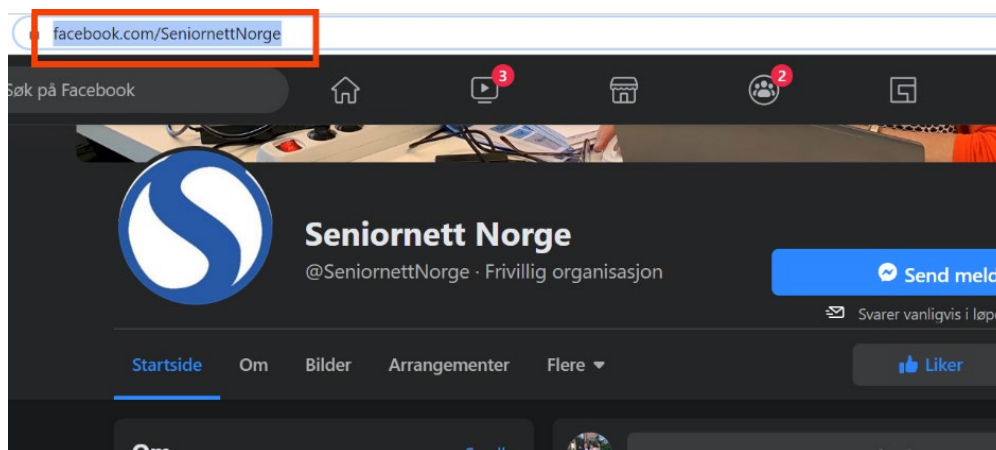 facebook.com/SeniornettNorge
Søk på Facebook
3
2
Seniornett Norge
@SeniornettNorge · Frivillig organisasjon
Send meld
Svarer vanligvis i løp
Startside Om Bilder Arrangementer Flere
Liker
Om